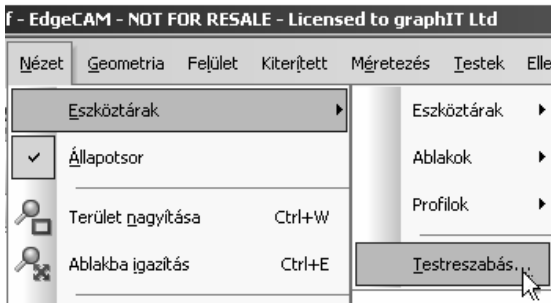 f - EdgeCAM - NOT FOR RESALE - Licensed to graphIT Ltd
Nézet Geometria Felület Kiterített Méretezés Testek Elle
Eszköztárak
Állapotsor
Terület nagyítása Ctrl+W
Ablakba igazítás Ctrl+E
Eszköztárak
Ablakok
Profilok
Testreszabás...